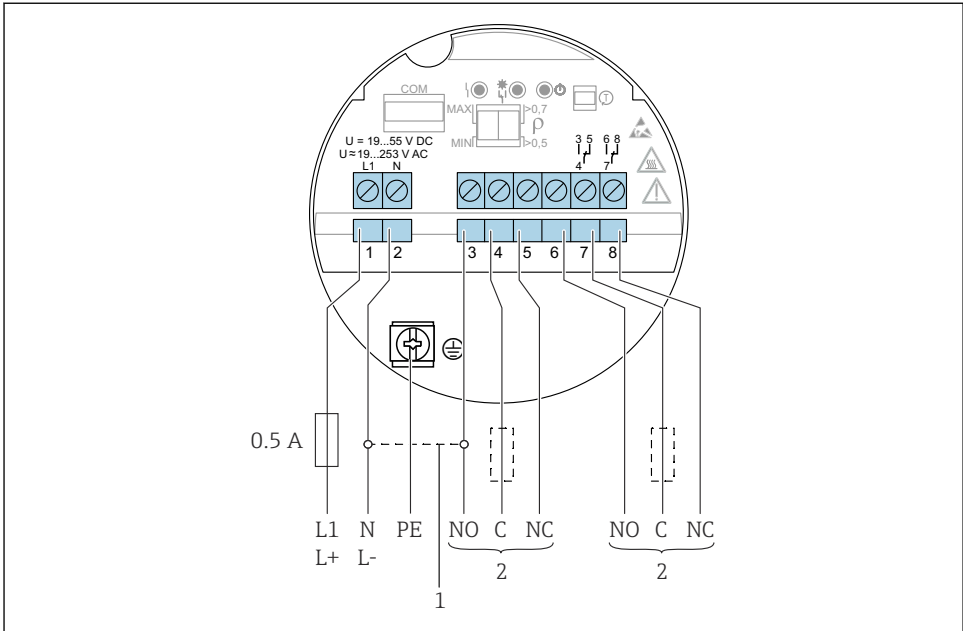 COM
MAX >0,7
ρ
MIN >0,5
T
U = 19...55 V DC
U ≈ 19...253 V AC
L1 N
3 5 6 8
4 7
1 2 3 4 5 6 7 8
0.5 A
L1 N PE NO C NC NO C NC
L+ L-
2 2
1